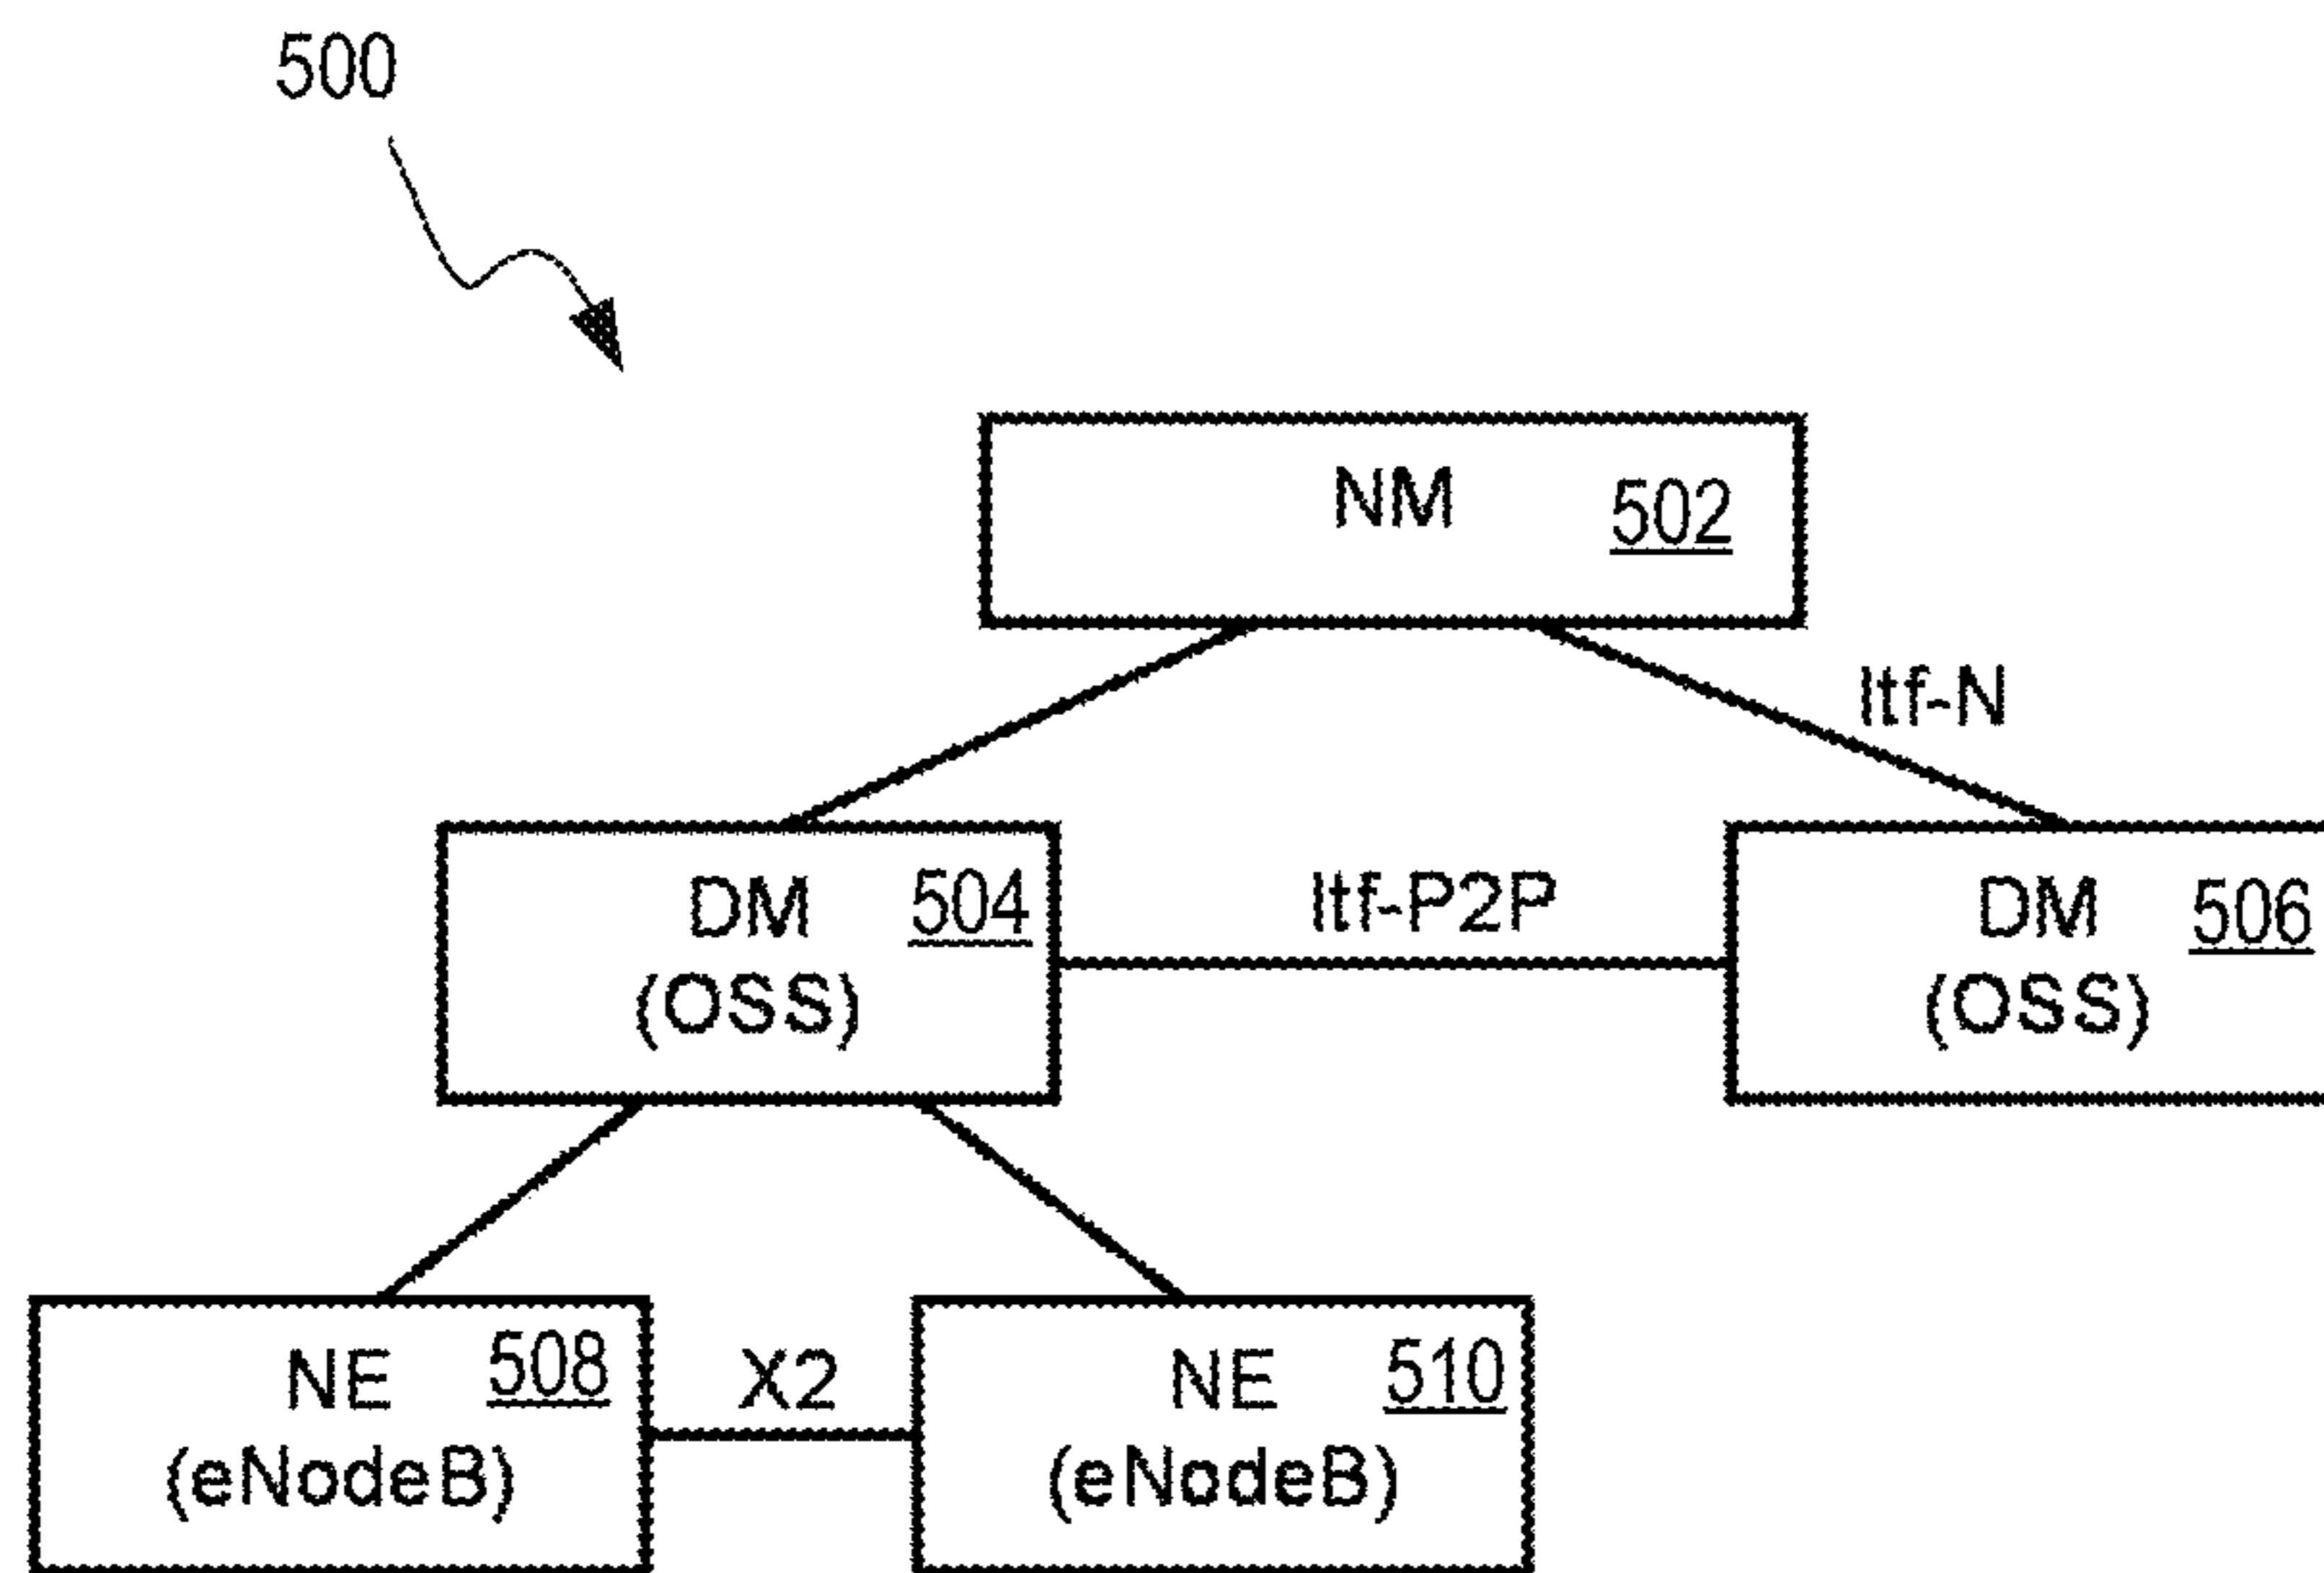 500
NM 502
Itf-N
DM 504
(OSS)
Itf-P2P
DM 506
(OSS)
NE 508
(eNodeB)
X2
NE 510
(eNodeB)